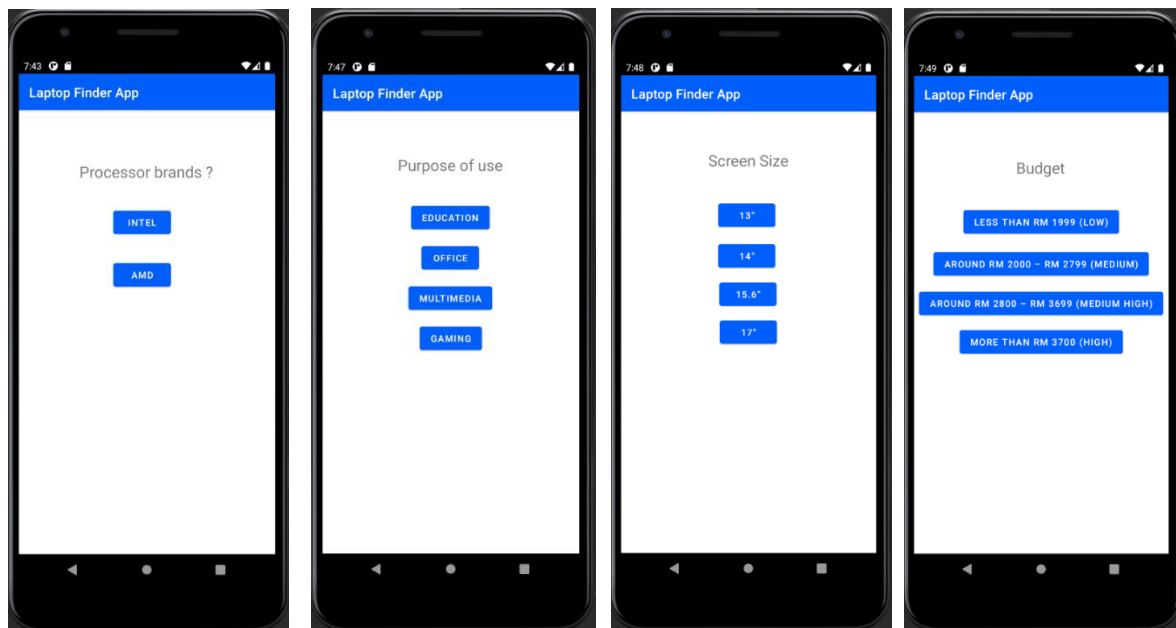 7:43
Laptop Finder App
Processor brands ?
INTEL
AMD
7:47
Laptop Finder App
Purpose of use
EDUCATION
OFFICE
MULTIMEDIA
GAMING
7:48
Laptop Finder App
Screen Size
13"
14"
15.6"
17"
7:49
Laptop Finder App
Budget
LESS THAN RM 1999 (LOW)
AROUND RM 2000 – RM 2799 (MEDIUM)
AROUND RM 2800 – RM 3699 (MEDIUM HIGH)
MORE THAN RM 3700 (HIGH)